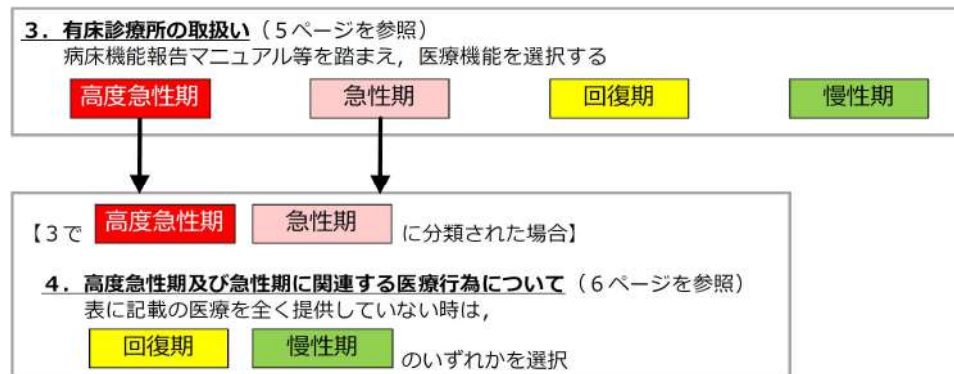 3．有床診療所の取扱い（5ページを参照）
病床機能報告マニュアル等を踏まえ，医療機能を選択する
高度急性期 急性期 回復期 慢性期
【3で 高度急性期 急性期 に分類された場合】
4．高度急性期及び急性期に関連する医療行為について（6ページを参照）
表に記載の医療を全く提供していない時は，
回復期 慢性期 のいずれかを選択